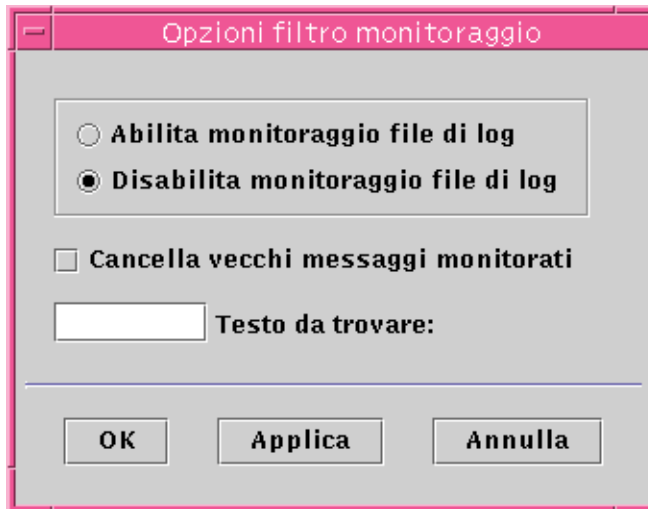 Opzioni filtro monitoraggio
Abilita monitoraggio file di log
Disabilita monitoraggio file di log
Cancella vecchi messaggi monitorati
Testo da trovare:
OK Applica Annulla